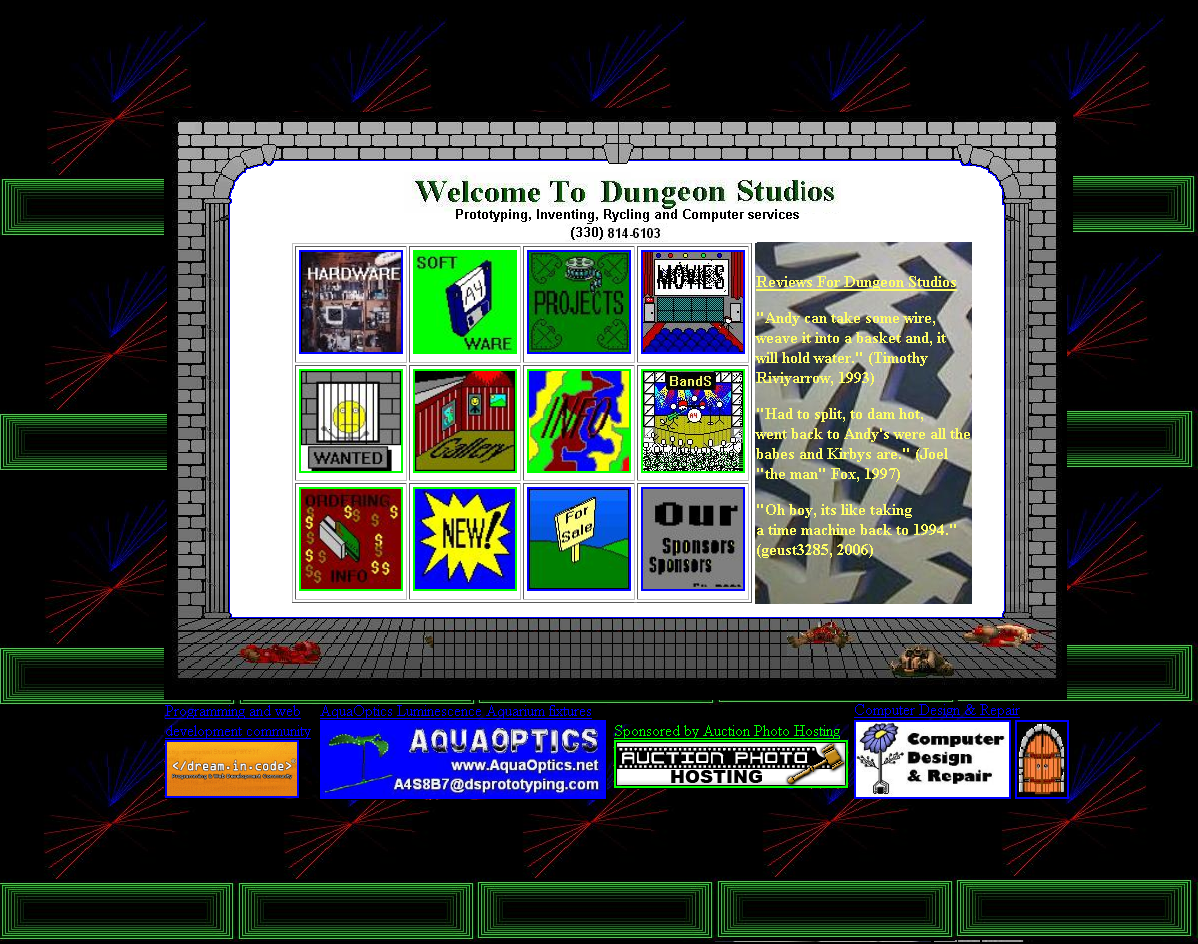 Welcome To Dungeon Studios
Prototyping, Inventing, Rycling and Computer services
(330) 814-6103
HARDWARE
SOFT
A4
WARE
PROJECTS
MOVIES
WANTED
Gallery
INFO
BandS
A4
ORDERING
INFO
NEW!
For
Sale
Our
Sponsors
Sponsors
Reviews For Dungeon Studios
"Andy can take some wire,
weave it into a basket and, it
will hold water." (Timothy
Riviyarrow, 1993)
"Had to split, to dam hot,
went back to Andy's were all the
babes and Kirbys are." (Joel
"the man" Fox, 1997)
"Oh boy, its like taking
a time machine back to 1994."
(geust3285, 2006)
Programming and web
development community
</dream.in.code>
Programming & Web Development Community
AquaOptics Luminescence Aquarium fixtures
AQUAOPTICS
www.AquaOptics.net
A4S8B7@dsprototyping.com
Sponsored by Auction Photo Hosting
AUCTION PHOTO
HOSTING
Computer Design & Repair
Computer
Design
& Repair